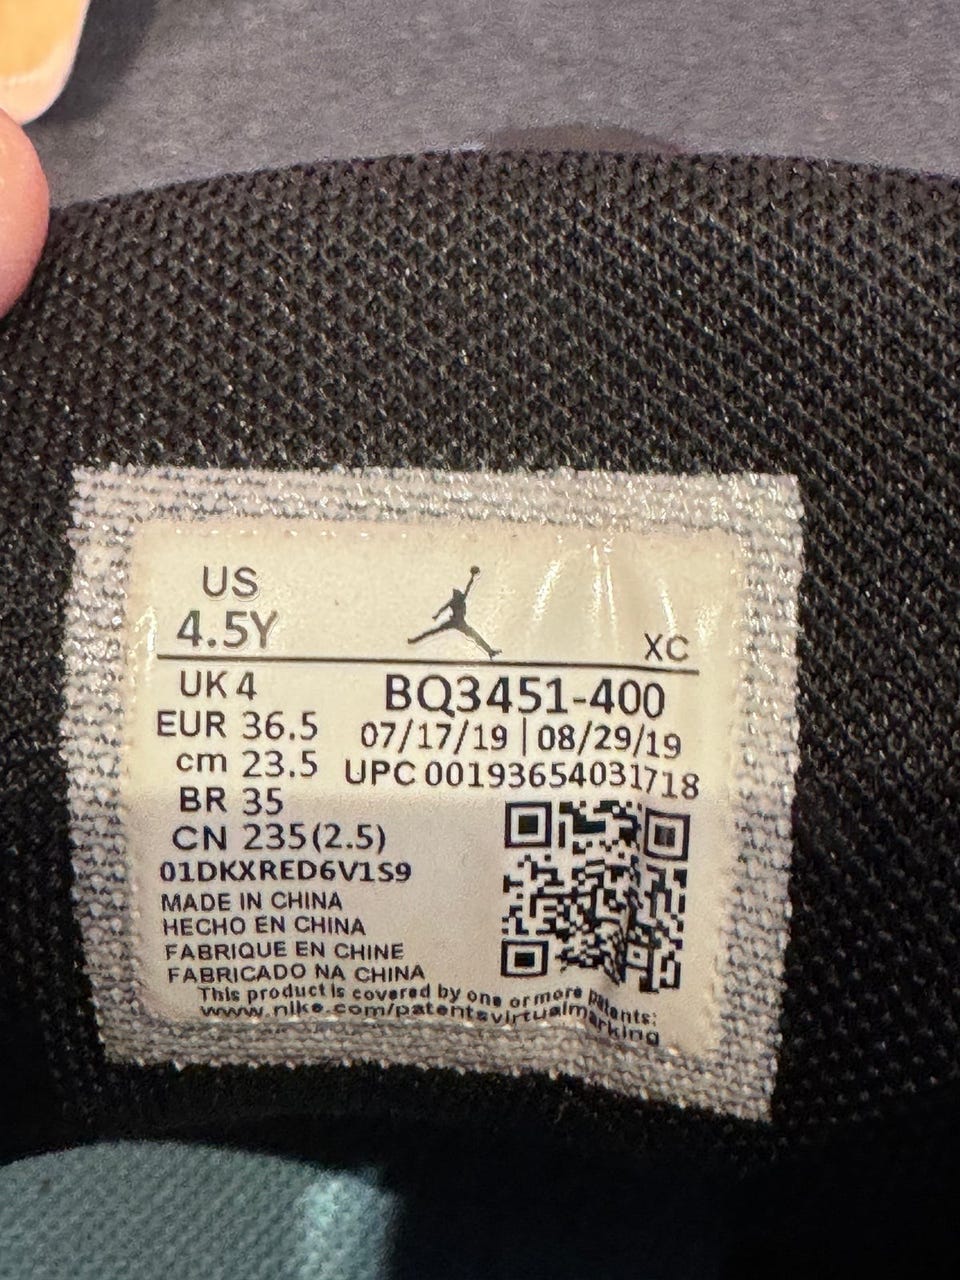 US
4.5Y
XC
UK 4
EUR 36.5
cm 23.5
BR 35
CN 235(2.5)
BQ3451-400
07/17/19 | 08/29/19
UPC 00193654031718
01DKXRED6V1S9
MADE IN CHINA
HECHO EN CHINA
FABRIQUE EN CHINE
FABRICADO NA CHINA
This product is covered by one or more patents:
www.nike.com/patentsvirtualmarking